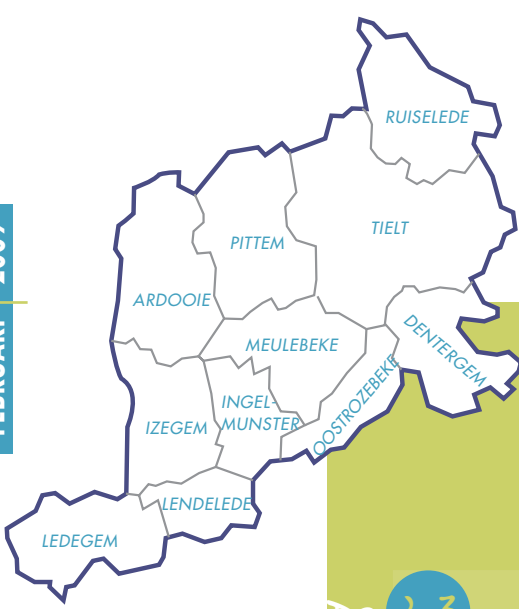 RUISELEDE
TIELT
PITTEM
ARDOOIE
DENTERGEM
MEULEBEKE
OOSTROZEBEKE
INGEL-
MUNSTER
IZEGEM
LENDELEDE
LEDEGEM